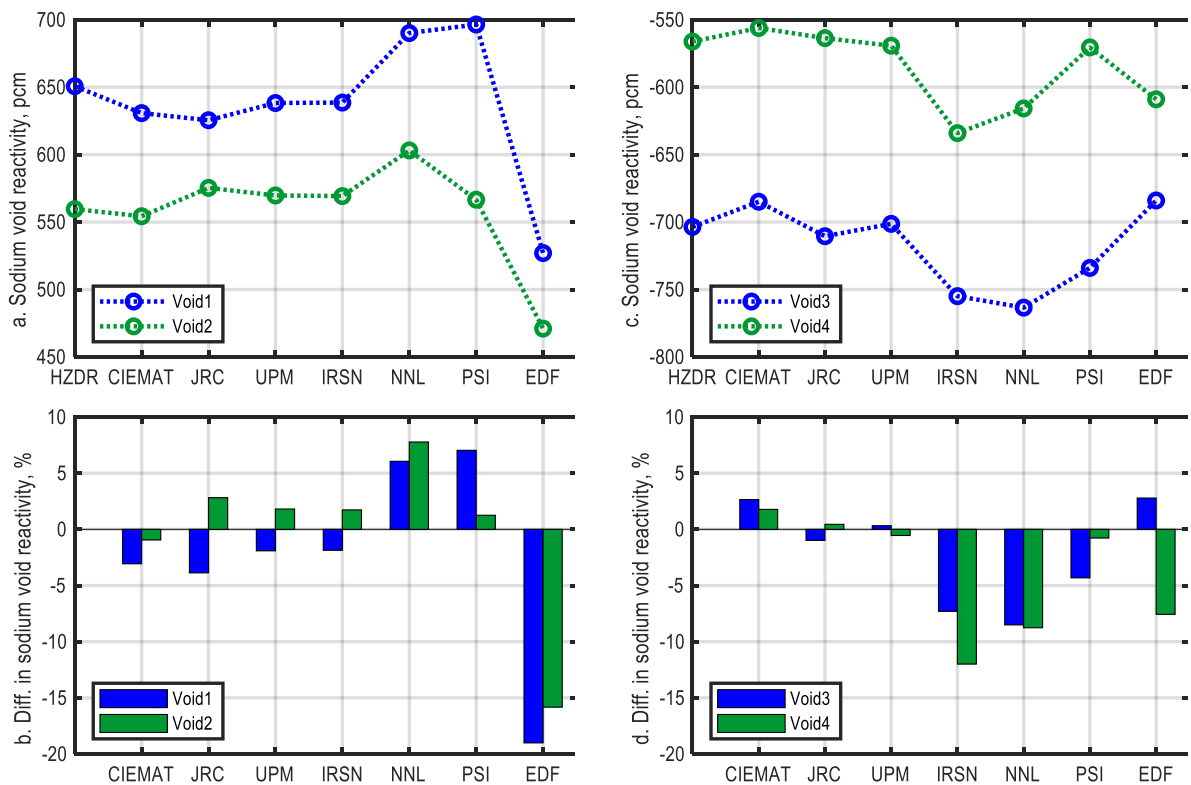 a. Sodium void reactivity, pcm
700
650
600
550
500
450
Void1
Void2
HZDR CIEMAT JRC UPM IRSN NNL PSI EDF
c. Sodium void reactivity, pcm
-550
-600
-650
-700
-750
-800
Void3
Void4
HZDR CIEMAT JRC UPM IRSN NNL PSI EDF
b. Diff. in sodium void reactivity, %
10
5
0
-5
-10
-15
-20
Void1
Void2
CIEMAT JRC UPM IRSN NNL PSI EDF
d. Diff. in sodium void reactivity, %
10
5
0
-5
-10
-15
-20
Void3
Void4
CIEMAT JRC UPM IRSN NNL PSI EDF